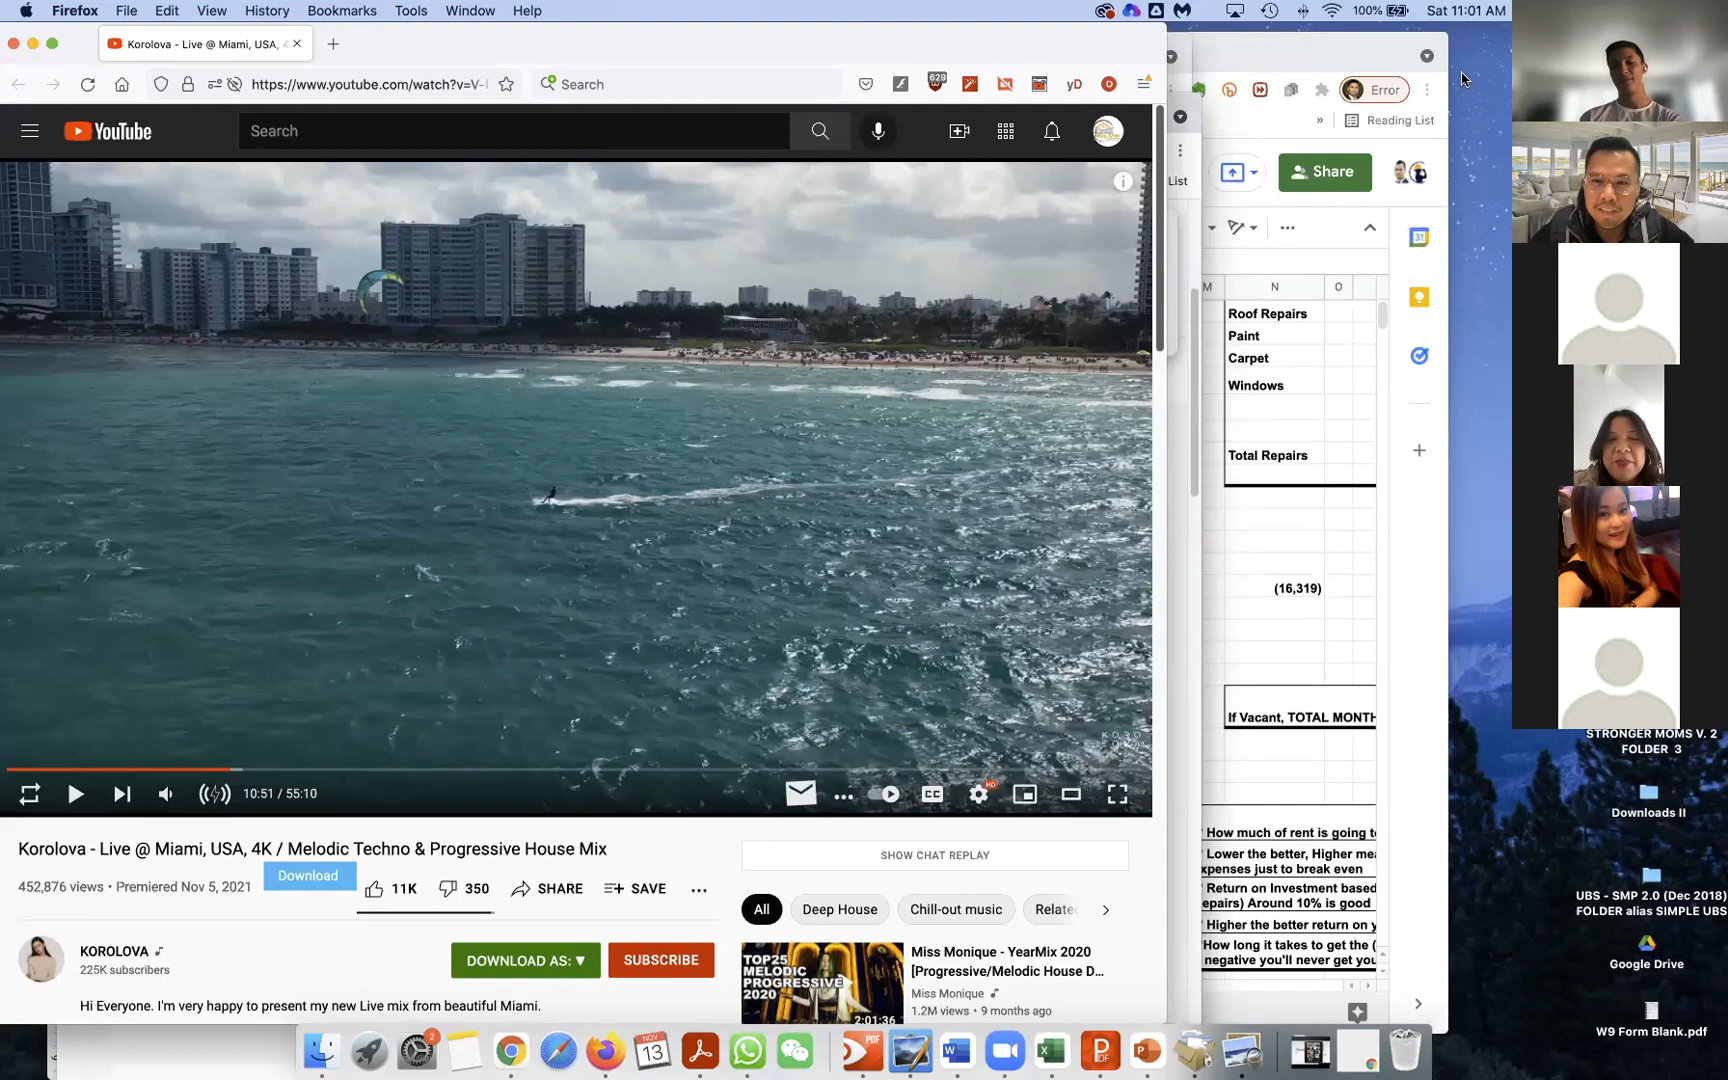 Firefox File Edit View History Bookmarks Tools Window Help
100%
Sat 11:01 AM
Korolova - Live @ Miami, USA, 4
https://www.youtube.com/watch?v=V-f
Search
629
yD
D
Error
Reading List
YouTube
Search
List
Share
31
M
N
O
Roof Repairs
Paint
Carpet
Windows
Total Repairs
(16,319)
If Vacant, TOTAL MONTH
How much of rent is going to
Lower the better, Higher mea
xpenses just to break even
Return on Investment based
epairs) Around 10% is good
Higher the better return on y
How long it takes to get the (
negative you'll never get you
10:51 / 55:10
CC
HD
Korolova - Live @ Miami, USA, 4K / Melodic Techno & Progressive House Mix
452,876 views • Premiered Nov 5, 2021
Download
11K
350
SHARE
SAVE
KOROLOVA
225K subscribers
DOWNLOAD AS: ▼
SUBSCRIBE
Hi Everyone. I'm very happy to present my new Live mix from beautiful Miami.
SHOW CHAT REPLAY
All
Deep House
Chill-out music
Relate
TOP25
MELODIC
PROGRESSIVE
2020
2:01:36
Miss Monique - YearMix 2020
[Progressive/Melodic House D...
Miss Monique
1.2M views • 9 months ago
STRONGER MOMS V. 2
FOLDER 3
Downloads II
UBS - SMP 2.0 (Dec 2018)
FOLDER alias SIMPLE UBS
Google Drive
W9 Form Blank.pdf
2
NOV
13
PDF